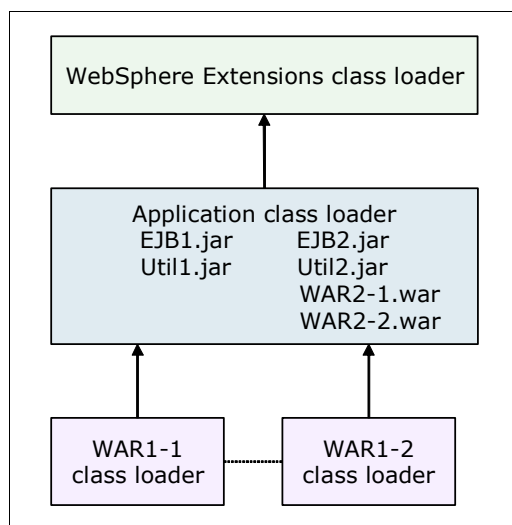 WebSphere Extensions class loader
Application class loader
EJB1.jar EJB2.jar
Util1.jar Util2.jar
WAR2-1.war
WAR2-2.war
WAR1-1
class loader
WAR1-2
class loader